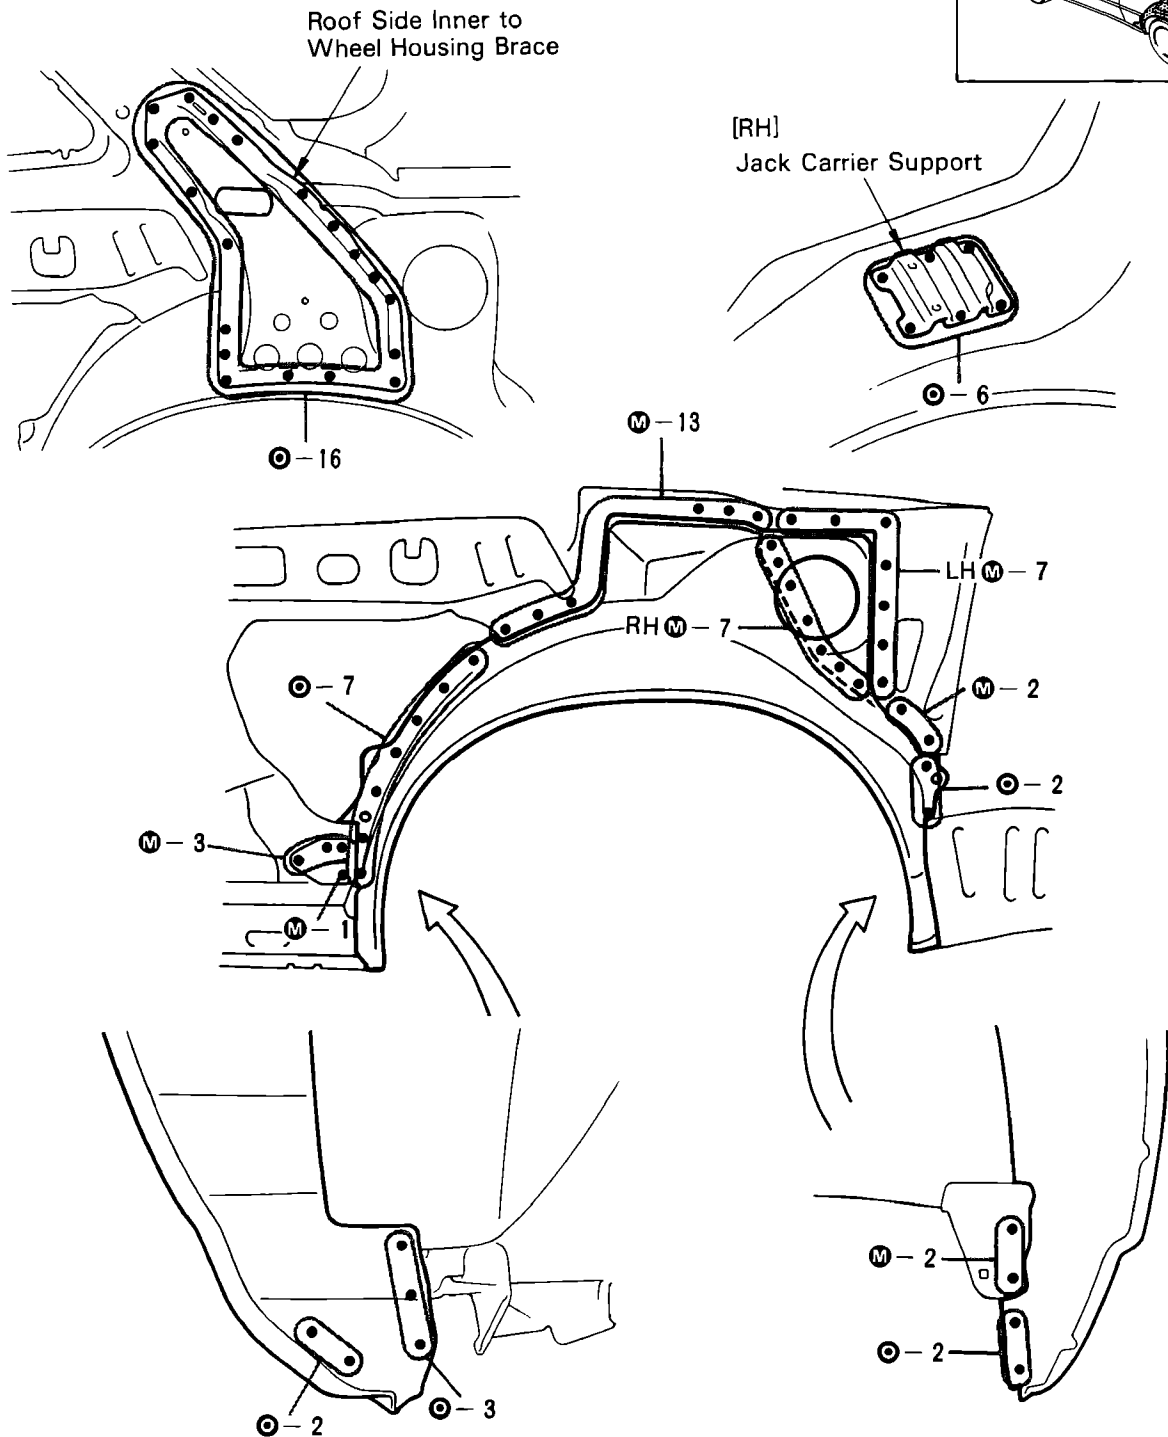 Roof Side Inner to
Wheel Housing Brace
[RH]
Jack Carrier Support
⊙ – 6
Ⓜ – 13
⊙ – 16
LH Ⓜ – 7
RH Ⓜ – 7
⊙ – 7
Ⓜ – 2
⊙ – 2
Ⓜ – 3
Ⓜ – 1
Ⓜ – 2
⊙ – 2
⊙ – 3
⊙ – 2